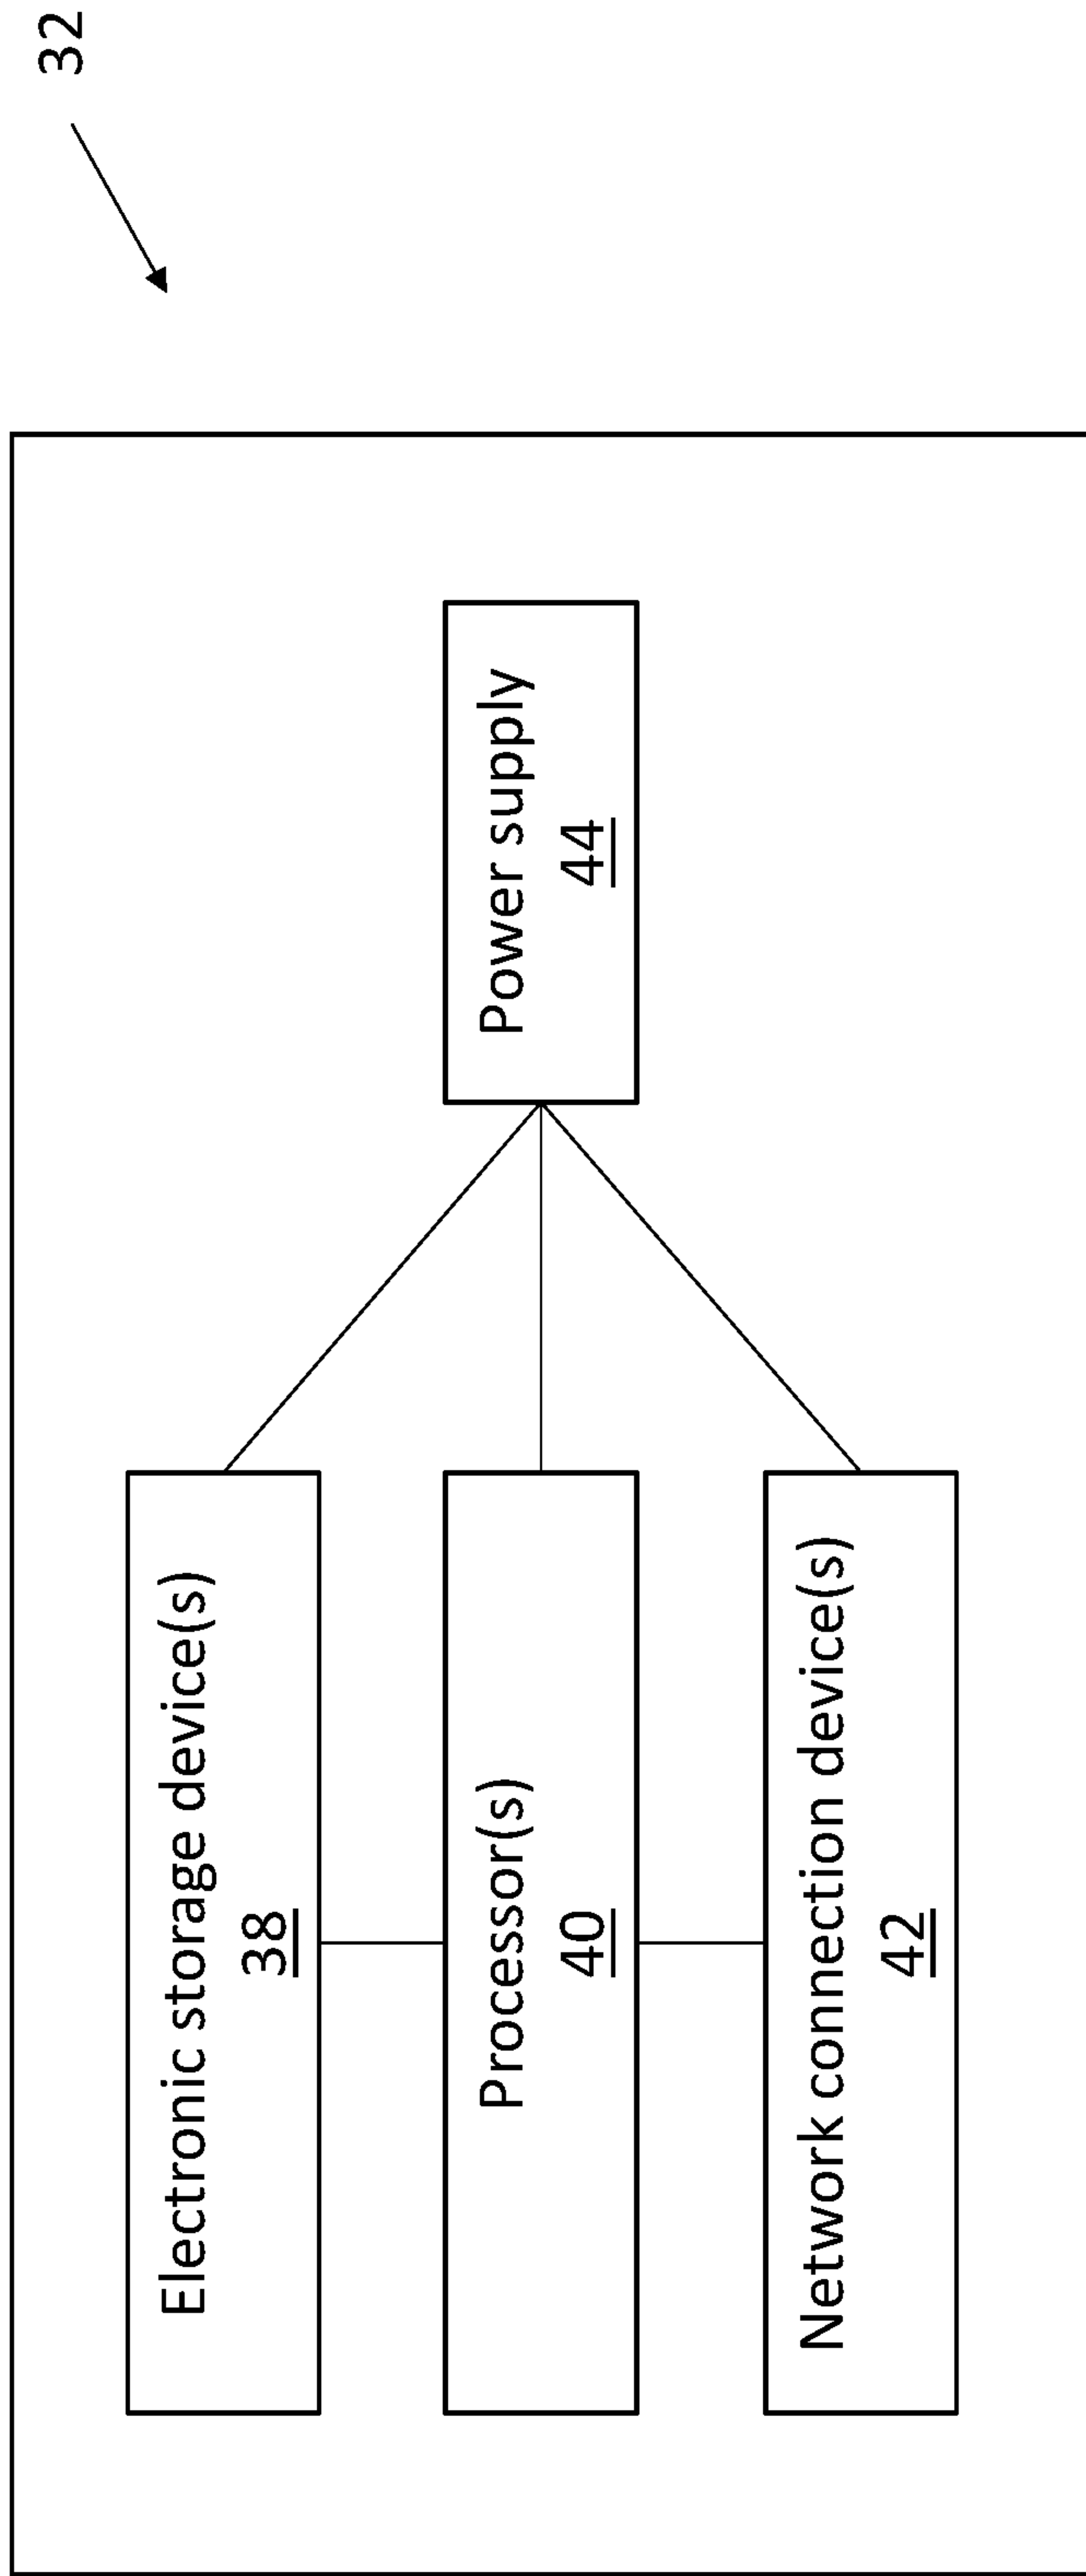 32
Electronic storage device(s)
38
Processor(s)
40
Network connection device(s)
42
Power supply
44